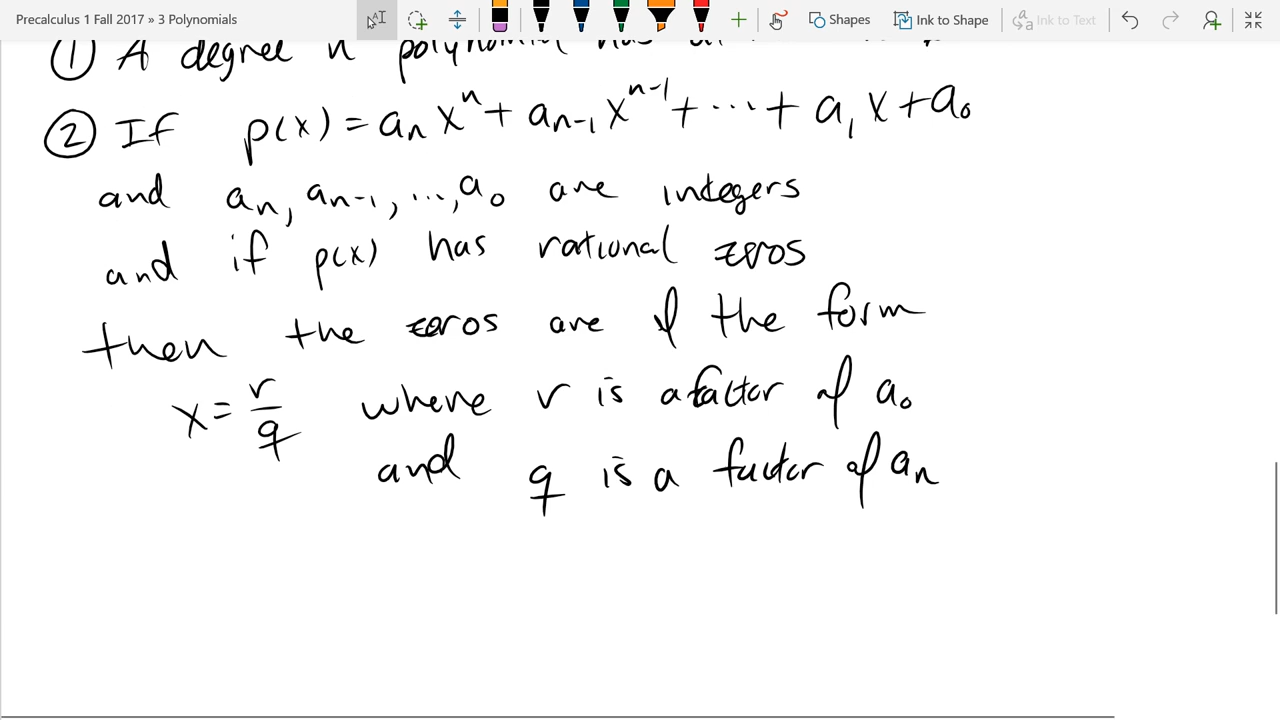 Precalculus 1 Fall 2017 » 3 Polynomials
Shapes
Ink to Shape
Ink to Text
① A degree n polynomial has
② If p(x) = aₙxⁿ + aₙ₋₁xⁿ⁻¹ + ⋯ + a₁x + a₀
and aₙ, aₙ₋₁, ..., a₀ are integers
and if p(x) has rational zeros
then the zeros are of the form
x = r/q where r is a factor of a₀
and q is a factor of aₙ